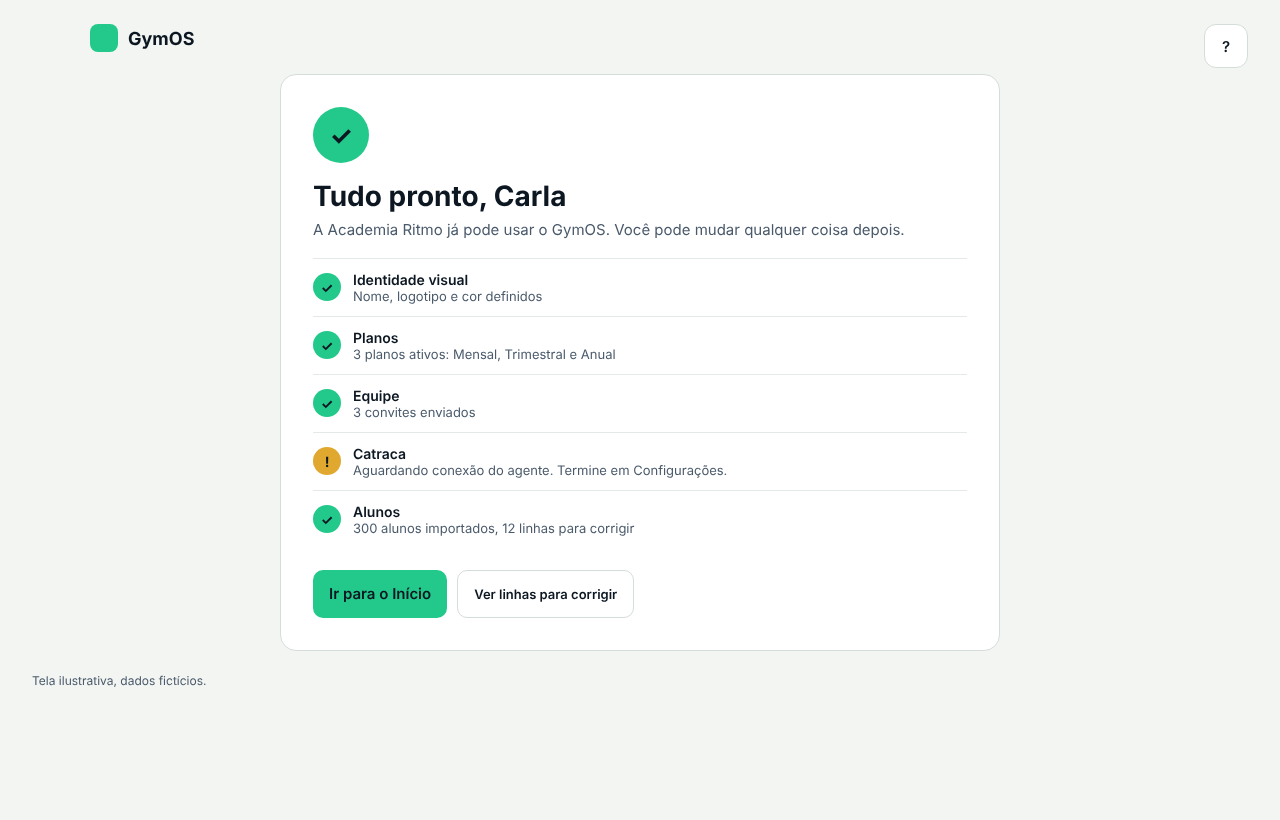 GymOS
?
Tudo pronto, Carla
A Academia Ritmo já pode usar o GymOS. Você pode mudar qualquer coisa depois.
Identidade visual
Nome, logotipo e cor definidos
Planos
3 planos ativos: Mensal, Trimestral e Anual
Equipe
3 convites enviados
!
Catraca
Aguardando conexão do agente. Termine em Configurações.
Alunos
300 alunos importados, 12 linhas para corrigir
Ir para o Início
Ver linhas para corrigir
Tela ilustrativa, dados fictícios.